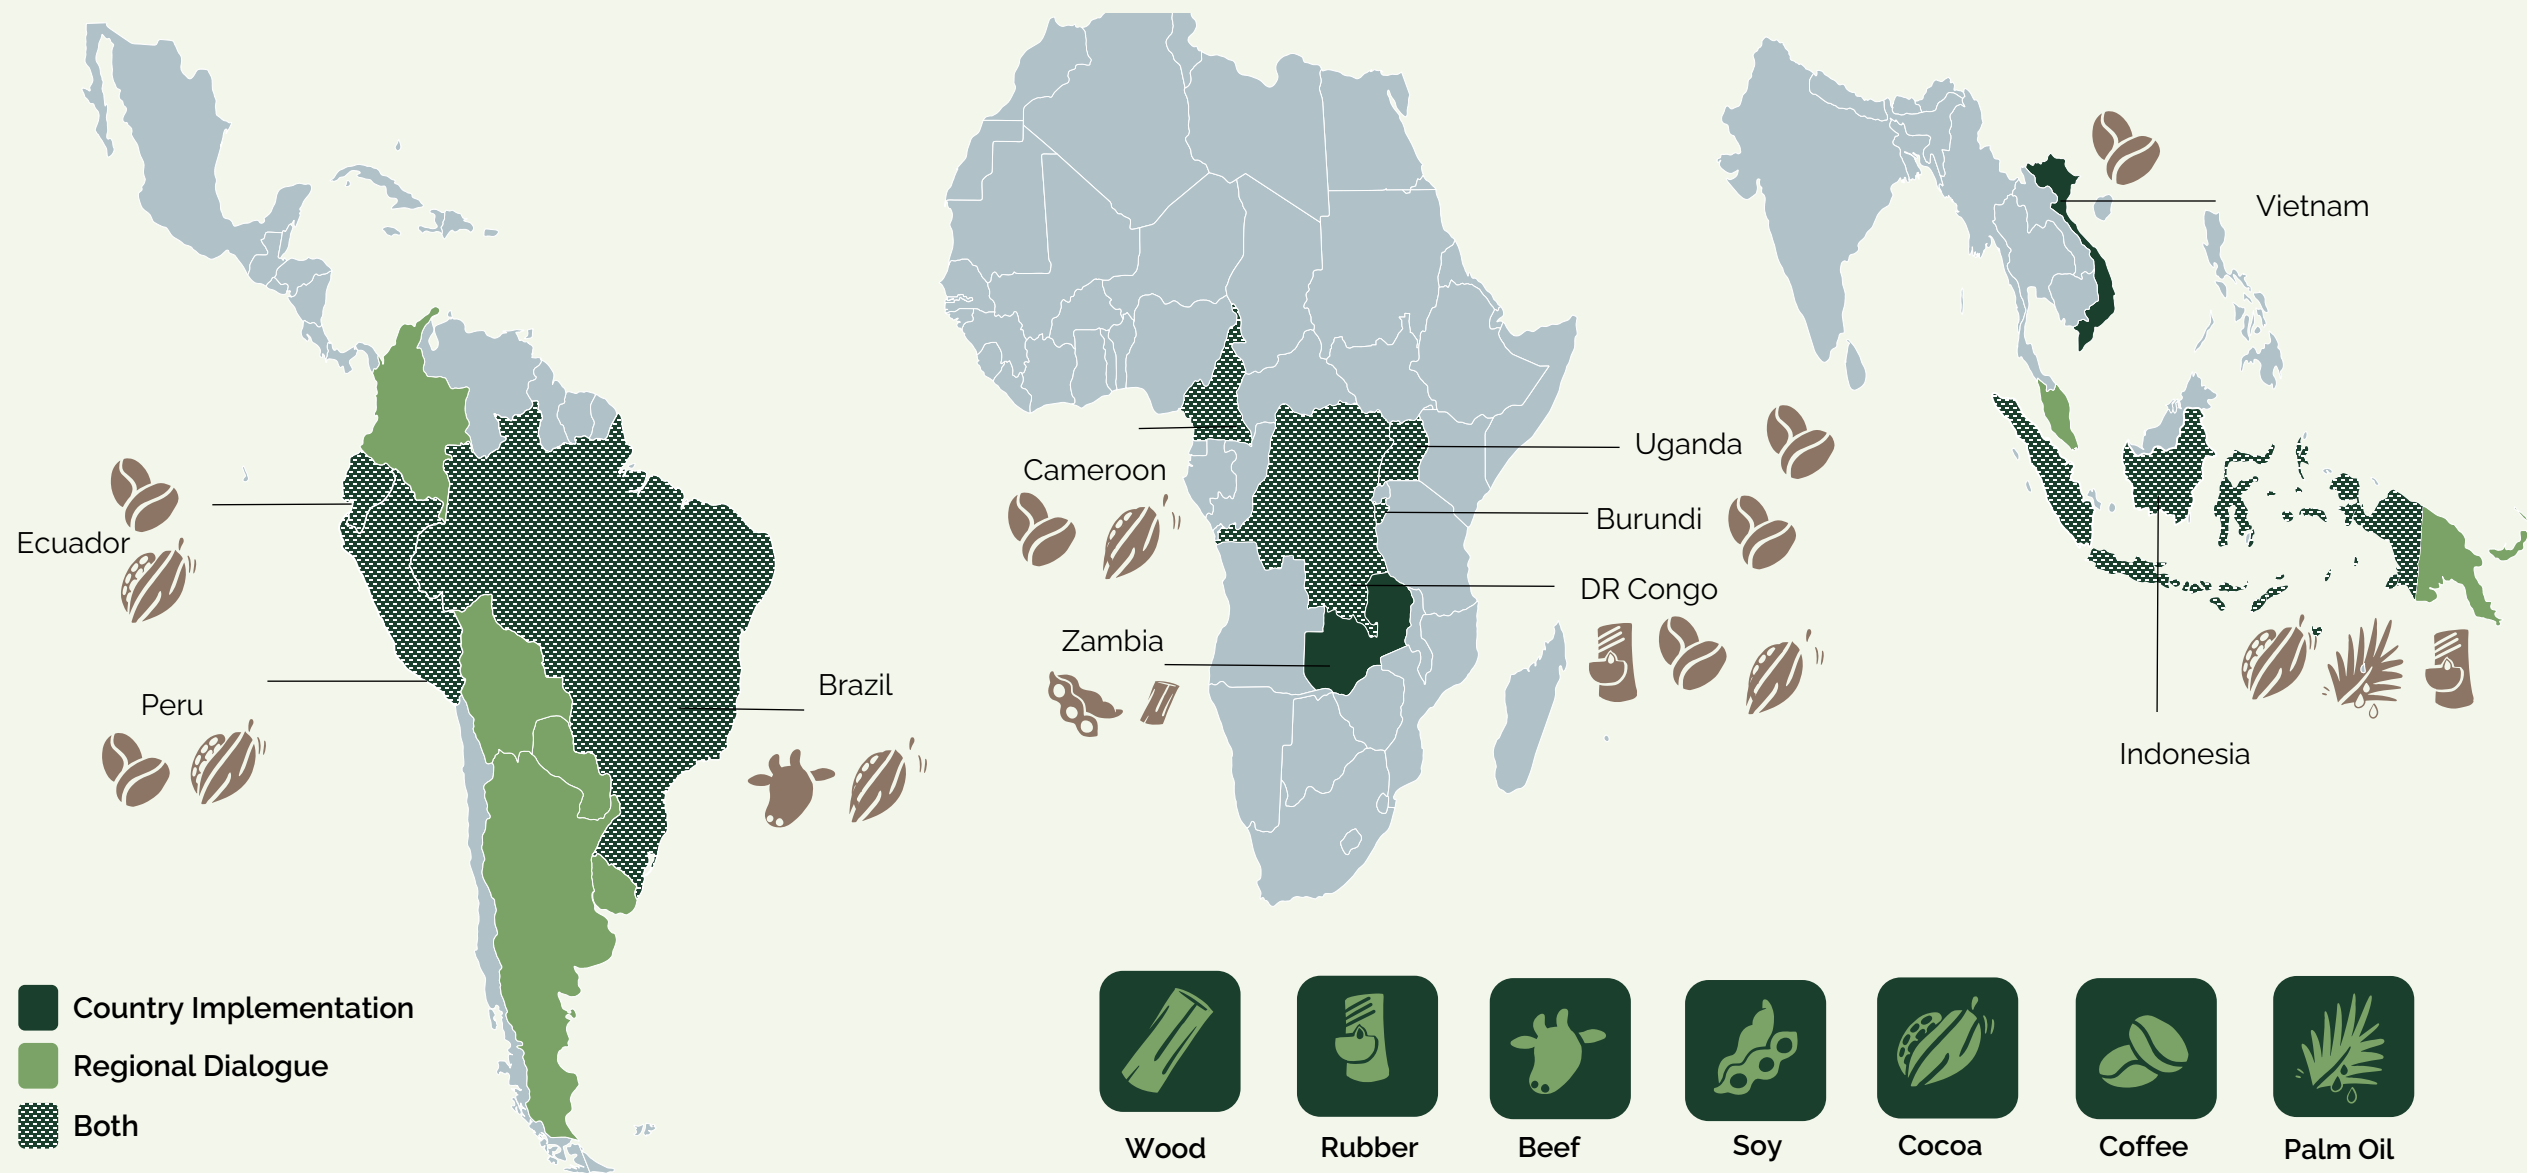 Ecuador
Peru
Brazil
Cameroon
Zambia
Uganda
Burundi
DR Congo
Vietnam
Indonesia
Country Implementation
Regional Dialogue
Both
Wood
Rubber
Beef
Soy
Cocoa
Coffee
Palm Oil